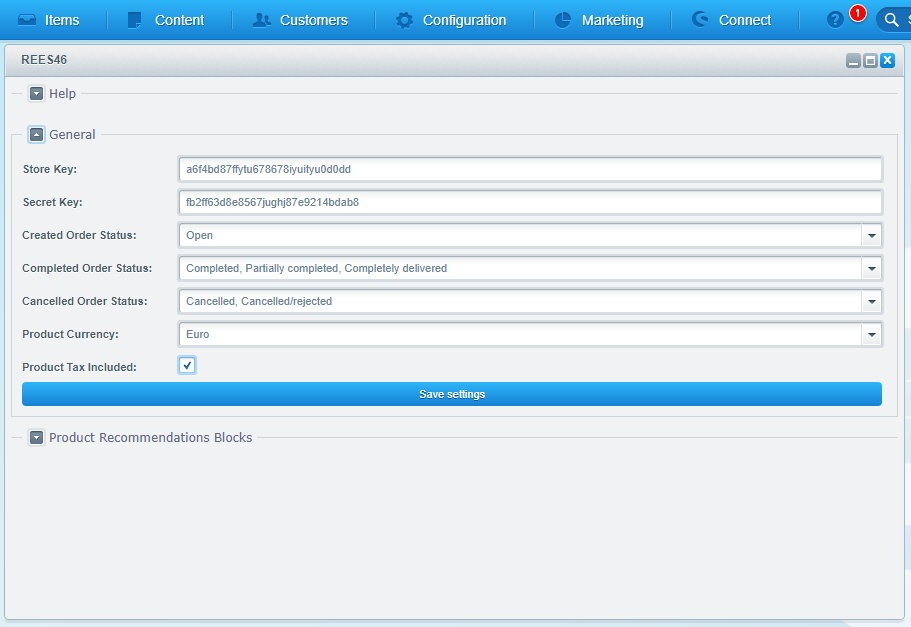 Items Content Customers Configuration Marketing Connect ? 1
REES46
Help
General
Store Key: a6f4bd87ffytu678678iyuityu0d0dd
Secret Key: fb2ff63d8e8567jughj87e9214bdab8
Created Order Status: Open
Completed Order Status: Completed, Partially completed, Completely delivered
Cancelled Order Status: Cancelled, Cancelled/rejected
Product Currency: Euro
Product Tax Included:
Save settings
Product Recommendations Blocks